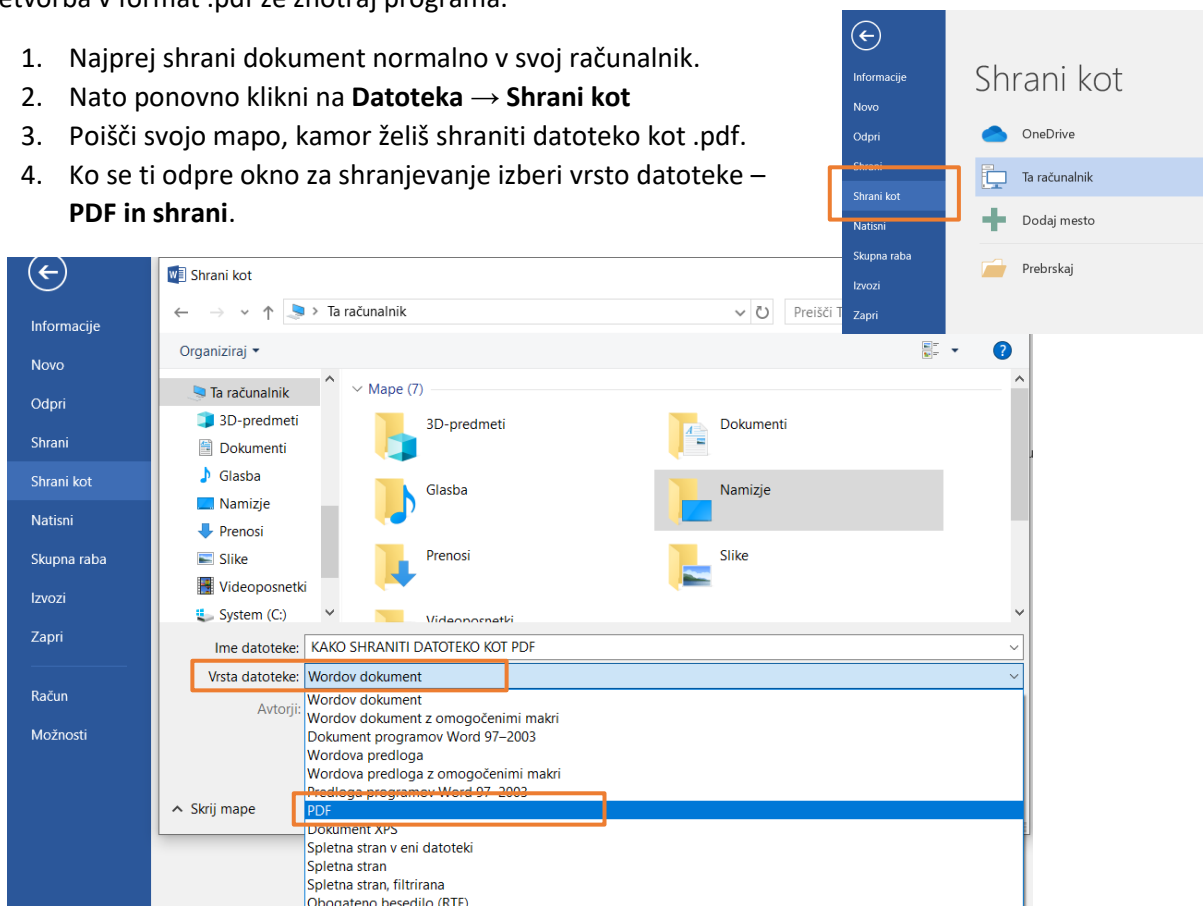 etvorba v format .pdf že znotraj programa.
1. Najprej shrani dokument normalno v svoj računalnik.
2. Nato ponovno klikni na Datoteka → Shrani kot
3. Poišči svojo mapo, kamor želiš shraniti datoteko kot .pdf.
4. Ko se ti odpre okno za shranjevanje izberi vrsto datoteke –
PDF in shrani.
Informacije
Novo
Odpri
Shrani
Shrani kot
Natisni
Skupna raba
Izvozi
Zapri
Shrani kot
OneDrive
Ta računalnik
Dodaj mesto
Prebrskaj
Informacije
Novo
Odpri
Shrani
Shrani kot
Natisni
Skupna raba
Izvozi
Zapri
Račun
Možnosti
Shrani kot
Ta računalnik
Preišči T
Organiziraj
Ta računalnik
3D-predmeti
Dokumenti
Glasba
Namizje
Prenosi
Slike
Videoposnetki
System (C:)
Mape (7)
3D-predmeti
Dokumenti
Glasba
Namizje
Prenosi
Slike
Videoposnetki
Ime datoteke: KAKO SHRANITI DATOTEKO KOT PDF
Vrsta datoteke: Wordov dokument
Avtorji:
Wordov dokument
Wordov dokument z omogočenimi makri
Dokument programov Word 97–2003
Wordova predloga
Wordova predloga z omogočenimi makri
Predloga programov Word 97–2003
PDF
Dokument XPS
Spletna stran v eni datoteki
Spletna stran
Spletna stran, filtrirana
Obogateno besedilo (RTF)
Skrij mape